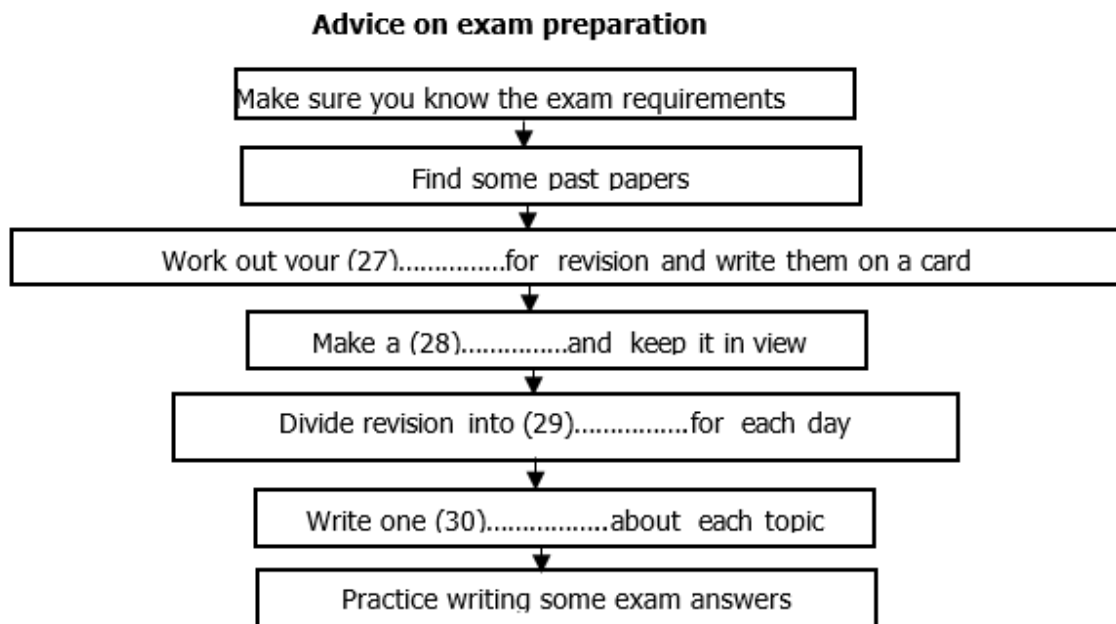 Advice on exam preparation
Make sure you know the exam requirements
Find some past papers
Work out your (27)……………for revision and write them on a card
Make a (28)……………and keep it in view
Divide revision into (29)…………….for each day
Write one (30)……………..about each topic
Practice writing some exam answers